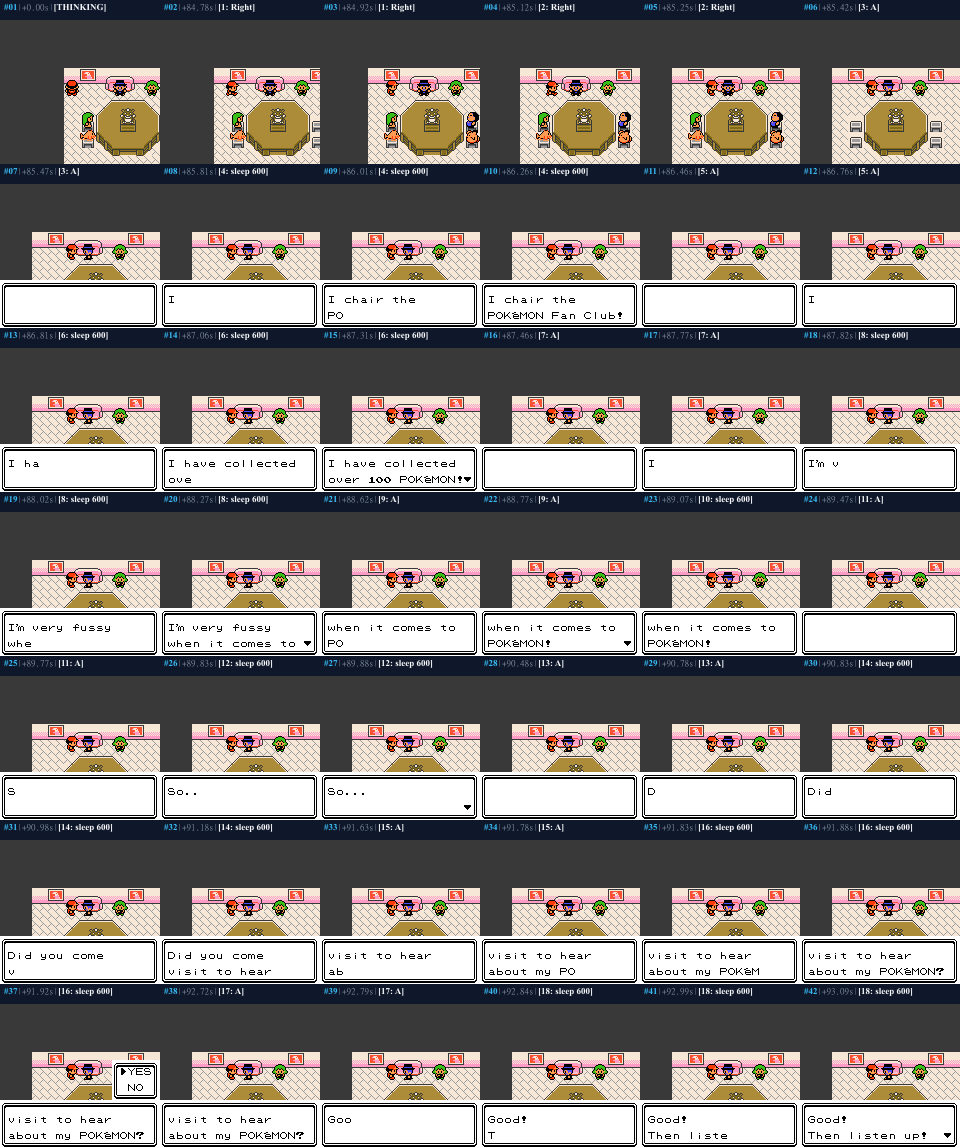 #01 | +0.00s | [THINKING]
#02 | +84.78s | [1: Right]
#03 | +84.92s | [1: Right]
#04 | +85.12s | [2: Right]
#05 | +85.25s | [2: Right]
#06 | +85.42s | [3: A]
#07 | +85.47s | [3: A]
#08 | +85.81s | [4: sleep 600]
#09 | +86.01s | [4: sleep 600]
#10 | +86.26s | [4: sleep 600]
#11 | +86.46s | [5: A]
#12 | +86.76s | [5: A]
I
I chair the
PO
I chair the
POKéMON Fan Club!
I
#13 | +86.81s | [6: sleep 600]
#14 | +87.06s | [6: sleep 600]
#15 | +87.31s | [6: sleep 600]
#16 | +87.46s | [7: A]
#17 | +87.77s | [7: A]
#18 | +87.82s | [8: sleep 600]
I ha
I have collected
ove
I have collected
over 100 POKéMON!▼
I
I'm v
#19 | +88.02s | [8: sleep 600]
#20 | +88.27s | [8: sleep 600]
#21 | +88.62s | [9: A]
#22 | +88.77s | [9: A]
#23 | +89.07s | [10: sleep 600]
#24 | +89.47s | [11: A]
I'm very fussy
whe
I'm very fussy
when it comes to ▼
when it comes to
PO
when it comes to
POKéMON! ▼
when it comes to
POKéMON!
#25 | +89.77s | [11: A]
#26 | +89.83s | [12: sleep 600]
#27 | +89.88s | [12: sleep 600]
#28 | +90.48s | [13: A]
#29 | +90.78s | [13: A]
#30 | +90.83s | [14: sleep 600]
S
So..
So...
▼
D
Did
#31 | +90.98s | [14: sleep 600]
#32 | +91.18s | [14: sleep 600]
#33 | +91.63s | [15: A]
#34 | +91.78s | [15: A]
#35 | +91.83s | [16: sleep 600]
#36 | +91.88s | [16: sleep 600]
Did you come
v
Did you come
visit to hear
visit to hear
ab
visit to hear
about my PO
visit to hear
about my POKéM
visit to hear
about my POKéMON?
#37 | +91.92s | [16: sleep 600]
#38 | +92.72s | [17: A]
#39 | +92.79s | [17: A]
#40 | +92.84s | [18: sleep 600]
#41 | +92.99s | [18: sleep 600]
#42 | +93.09s | [18: sleep 600]
▶YES
NO
visit to hear
about my POKéMON?
visit to hear
about my POKéMON?
Goo
Good!
T
Good!
Then liste
Good!
Then listen up! ▼